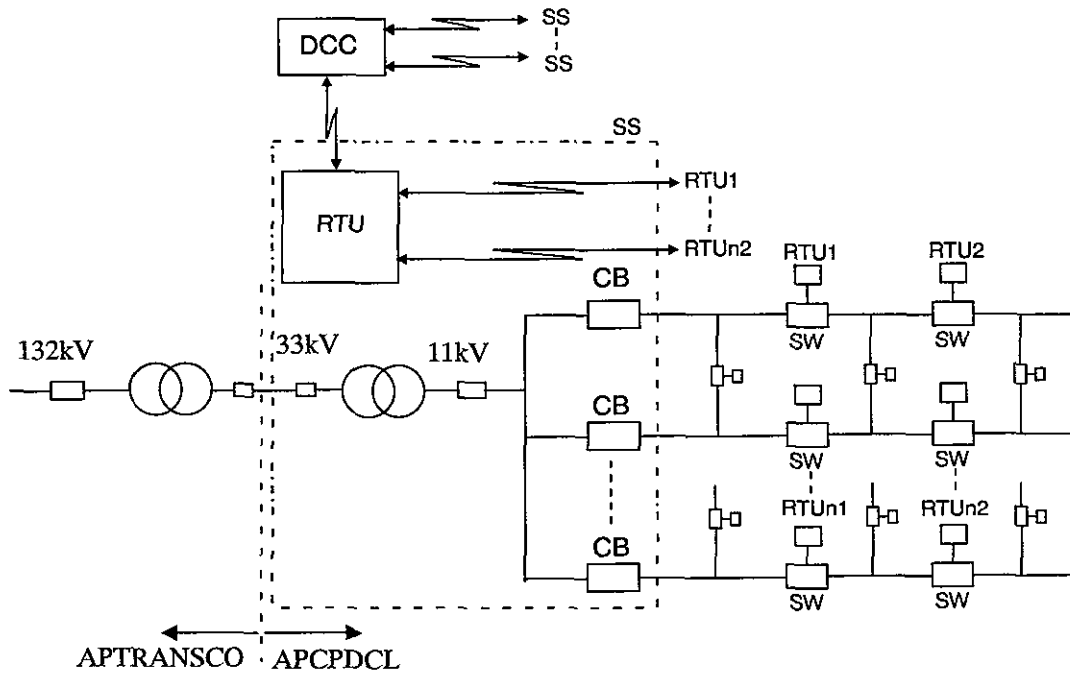 SS
DCC
SS
SS
RTU1
RTU
RTUn2
RTU1
RTU2
CB
SW
SW
132kV
33kV
11kV
CB
SW
SW
RTUn1
RTUn2
CB
SW
SW
APTRANSCO
APCPDCL